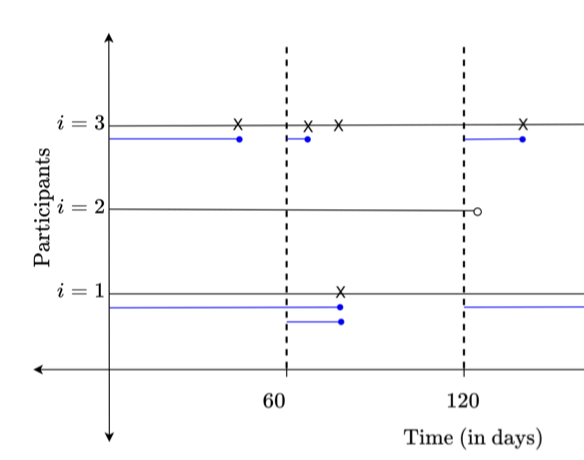 i = 3
i = 2
i = 1
Participants
60
120
Time (in days)